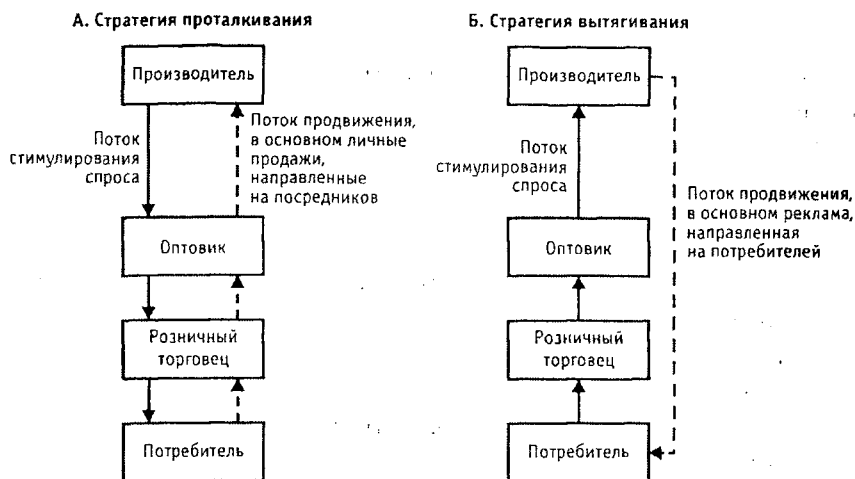 А. Стратегия проталкивания
Производитель
Поток
стимулирования
спроса
Поток продвижения,
в основном личные
продажи,
направленные
на посредников
Оптовик
Розничный
торговец
Потребитель
Б. Стратегия вытягивания
Производитель
Поток
стимулирования
спроса
Поток продвижения,
в основном реклама,
направленная
на потребителей
Оптовик
Розничный
торговец
Потребитель